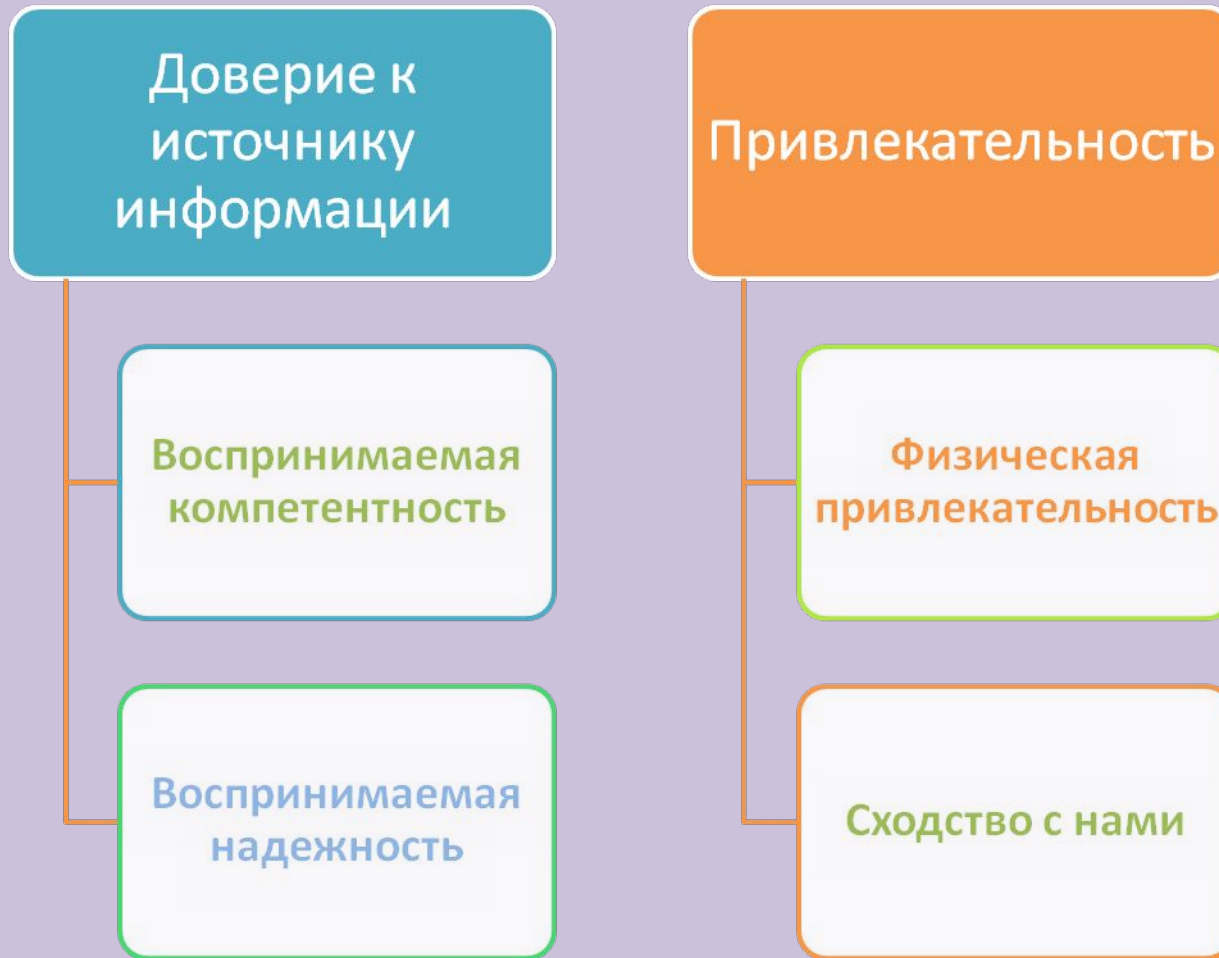 Доверие к
источнику
информации
Воспринимаемая
компетентность
Воспринимаемая
надежность
Привлекательность
Физическая
привлекательность
Сходство с нами